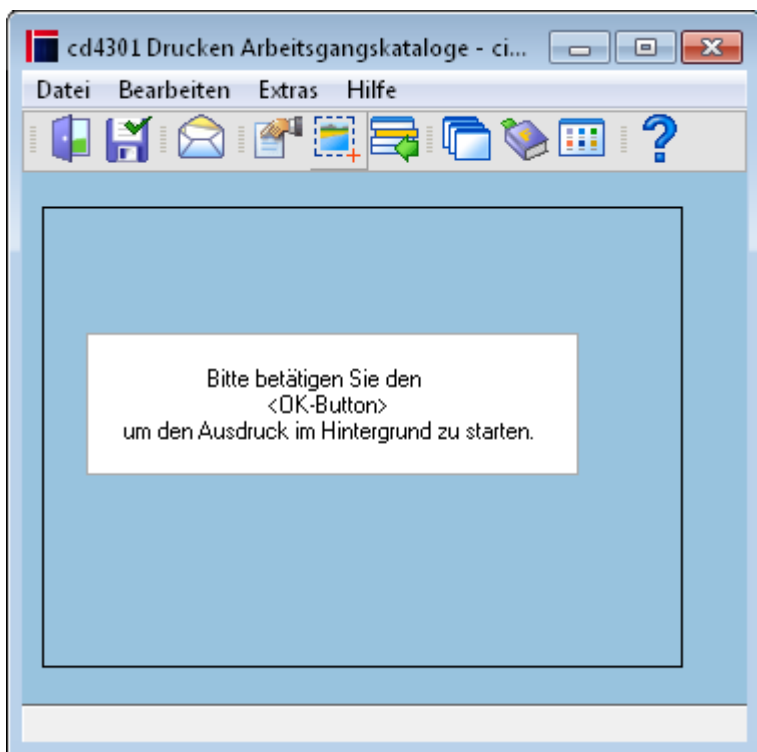 cd4301 Drucken Arbeitsgangskataloge - ci...
Datei Bearbeiten Extras Hilfe
Bitte betätigen Sie den
<OK-Button>
um den Ausdruck im Hintergrund zu starten.